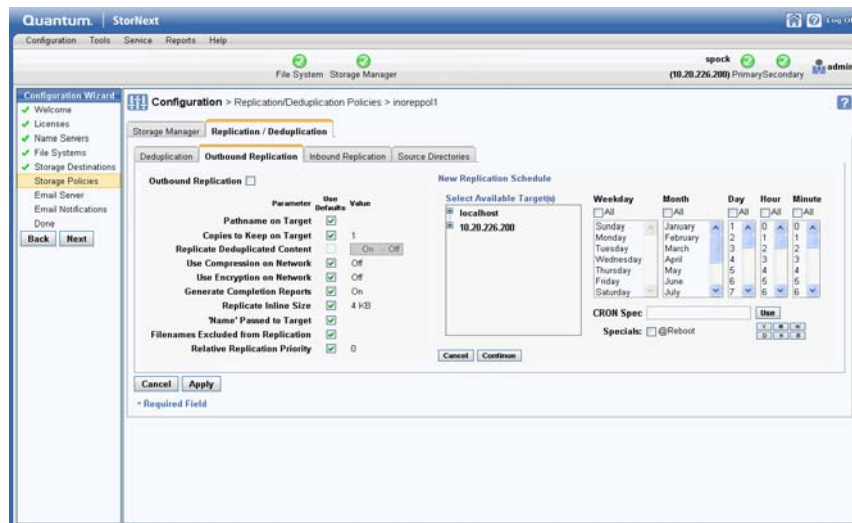 Quantum. StorNext
Log O
Configuration Tools Service Reports Help
File System Storage Manager
spock
(10.20.226.200) Primary Secondary
admin
Configuration Wizard
Welcome
Licenses
Name Servers
File Systems
Storage Destinations
Storage Policies
Email Server
Email Notifications
Done
Back Next
Configuration > Replication/Deduplication Policies > inoreppol1
?
Storage Manager Replication / Deduplication
Deduplication Outbound Replication Inbound Replication Source Directories
Outbound Replication
Parameter Use Defaults Value
Pathname on Target
Copies to Keep on Target 1
Replicate Deduplicated Content On Off
Use Compression on Network Off
Use Encryption on Network Off
Generate Completion Reports On
Replicate Inline Size 4 KB
'Name' Passed to Target
Filenames Excluded from Replication
Relative Replication Priority 0
New Replication Schedule
Select Available Target(s)
localhost
10.20.226.200
Cancel Continue
Weekday Month Day Hour Minute
All All All All All
Sunday January 1 0 0
Monday February 2 1 1
Tuesday March 3 2 2
Wednesday April 4 3 3
Thursday May 5 4 4
Friday June 6 5 5
Saturday July 7 6 6
CRON Spec Use
Specials: @Reboot
Y M W
D H R
Cancel Apply
* Required Field